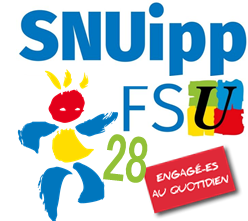 SNUipp
FSU
28
ENGAGÉ-ES
AU QUOTIDIEN